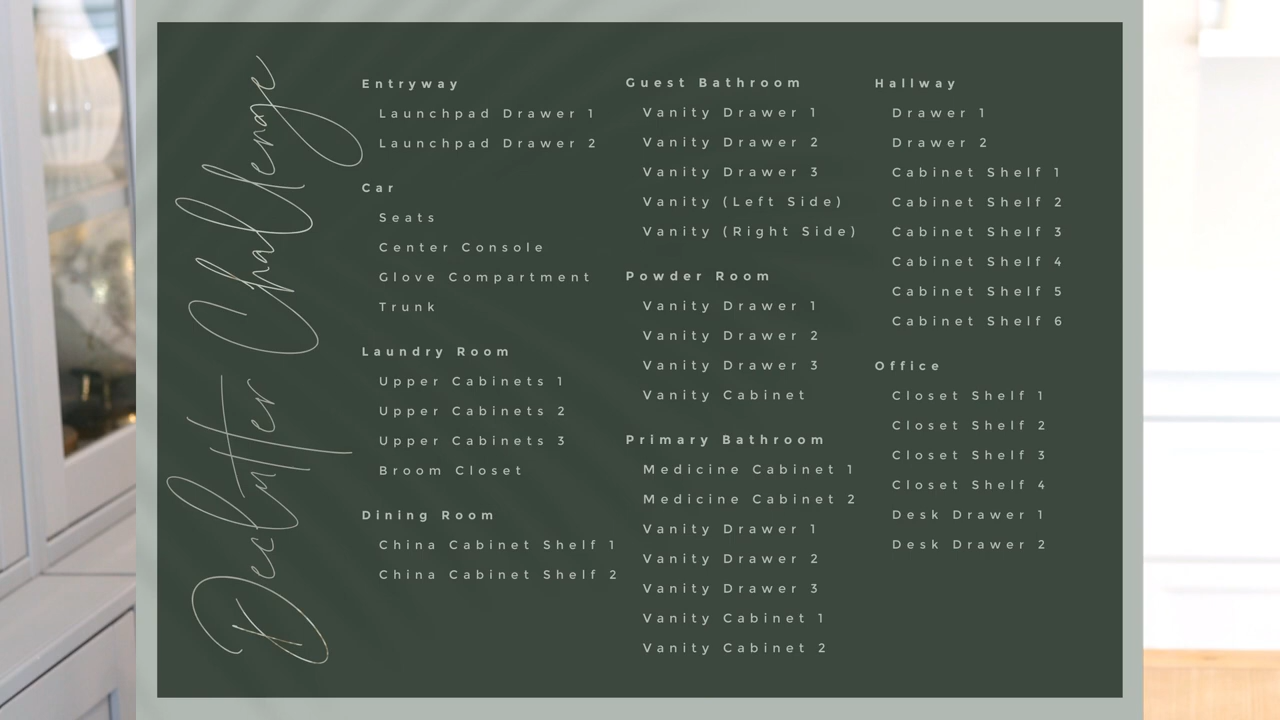 Declutter Challenge
Entryway
Launchpad Drawer 1
Launchpad Drawer 2
Car
Seats
Center Console
Glove Compartment
Trunk
Laundry Room
Upper Cabinets 1
Upper Cabinets 2
Upper Cabinets 3
Broom Closet
Dining Room
China Cabinet Shelf 1
China Cabinet Shelf 2
Guest Bathroom
Vanity Drawer 1
Vanity Drawer 2
Vanity Drawer 3
Vanity (Left Side)
Vanity (Right Side)
Powder Room
Vanity Drawer 1
Vanity Drawer 2
Vanity Drawer 3
Vanity Cabinet
Primary Bathroom
Medicine Cabinet 1
Medicine Cabinet 2
Vanity Drawer 1
Vanity Drawer 2
Vanity Drawer 3
Vanity Cabinet 1
Vanity Cabinet 2
Hallway
Drawer 1
Drawer 2
Cabinet Shelf 1
Cabinet Shelf 2
Cabinet Shelf 3
Cabinet Shelf 4
Cabinet Shelf 5
Cabinet Shelf 6
Office
Closet Shelf 1
Closet Shelf 2
Closet Shelf 3
Closet Shelf 4
Desk Drawer 1
Desk Drawer 2